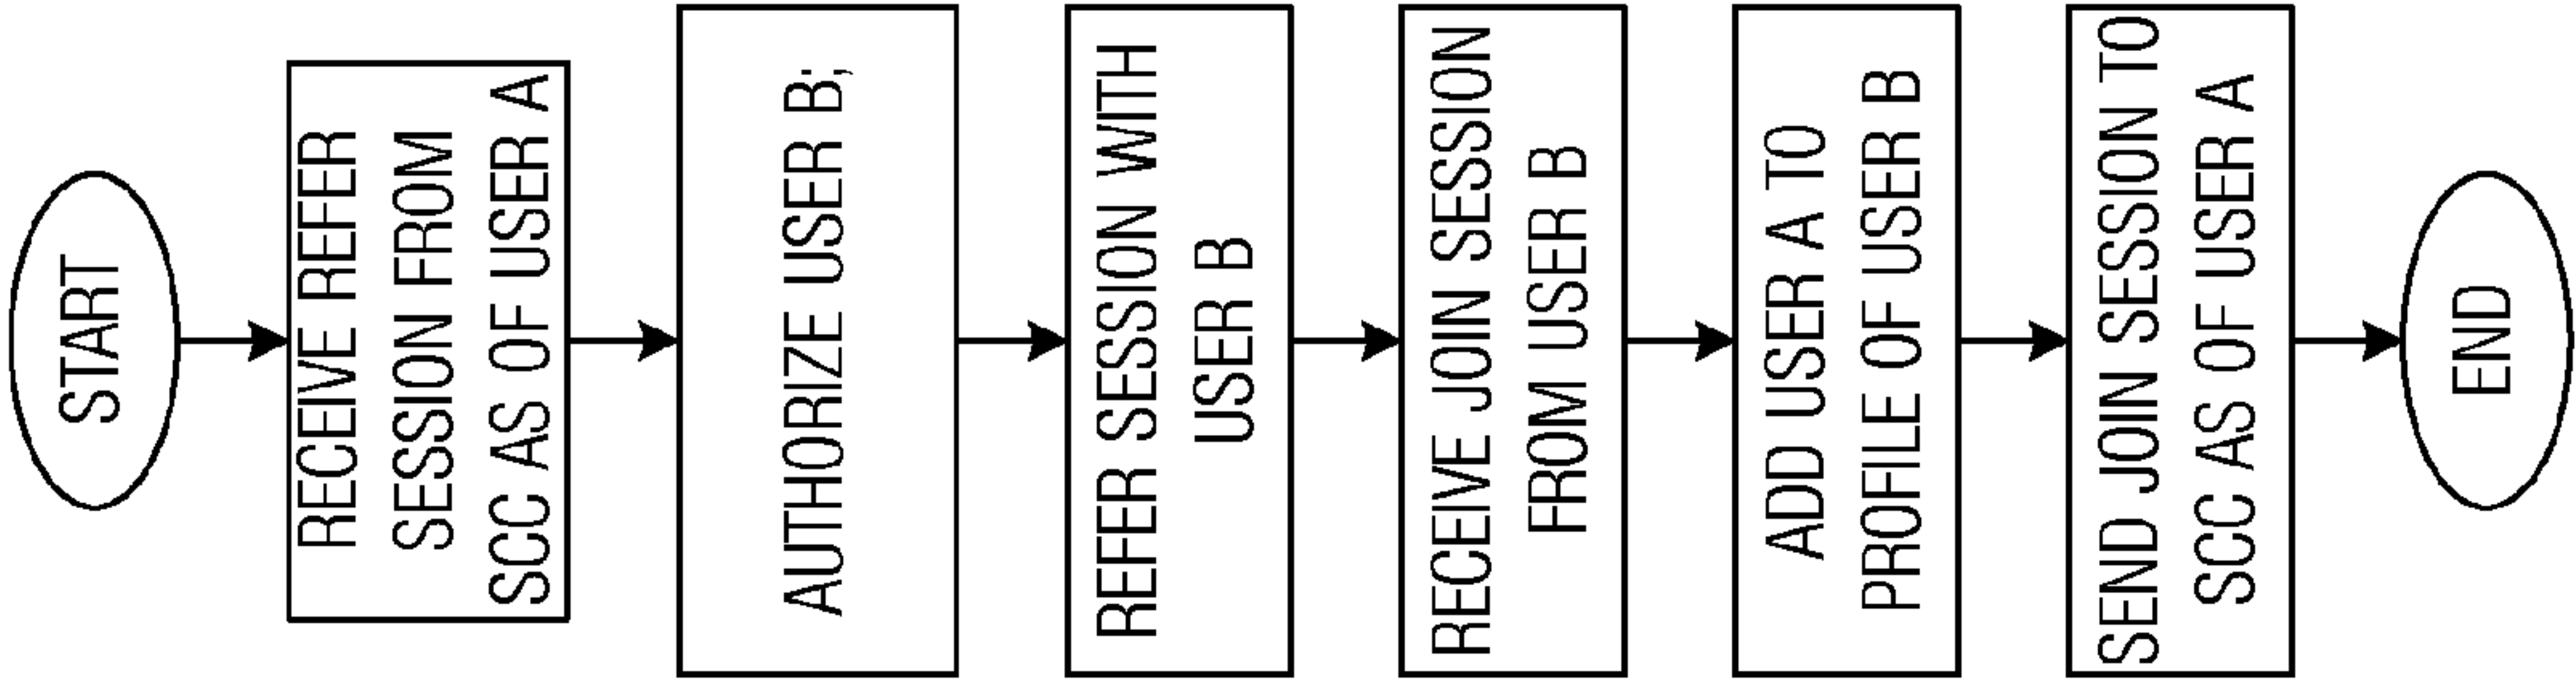 START
RECEIVE REFER
SESSION FROM
SCC AS OF USER A
AUTHORIZE USER B;
REFER SESSION WITH
USER B
RECEIVE JOIN SESSION
FROM USER B
ADD USER A TO
PROFILE OF USER B
SEND JOIN SESSION TO
SCC AS OF USER A
END